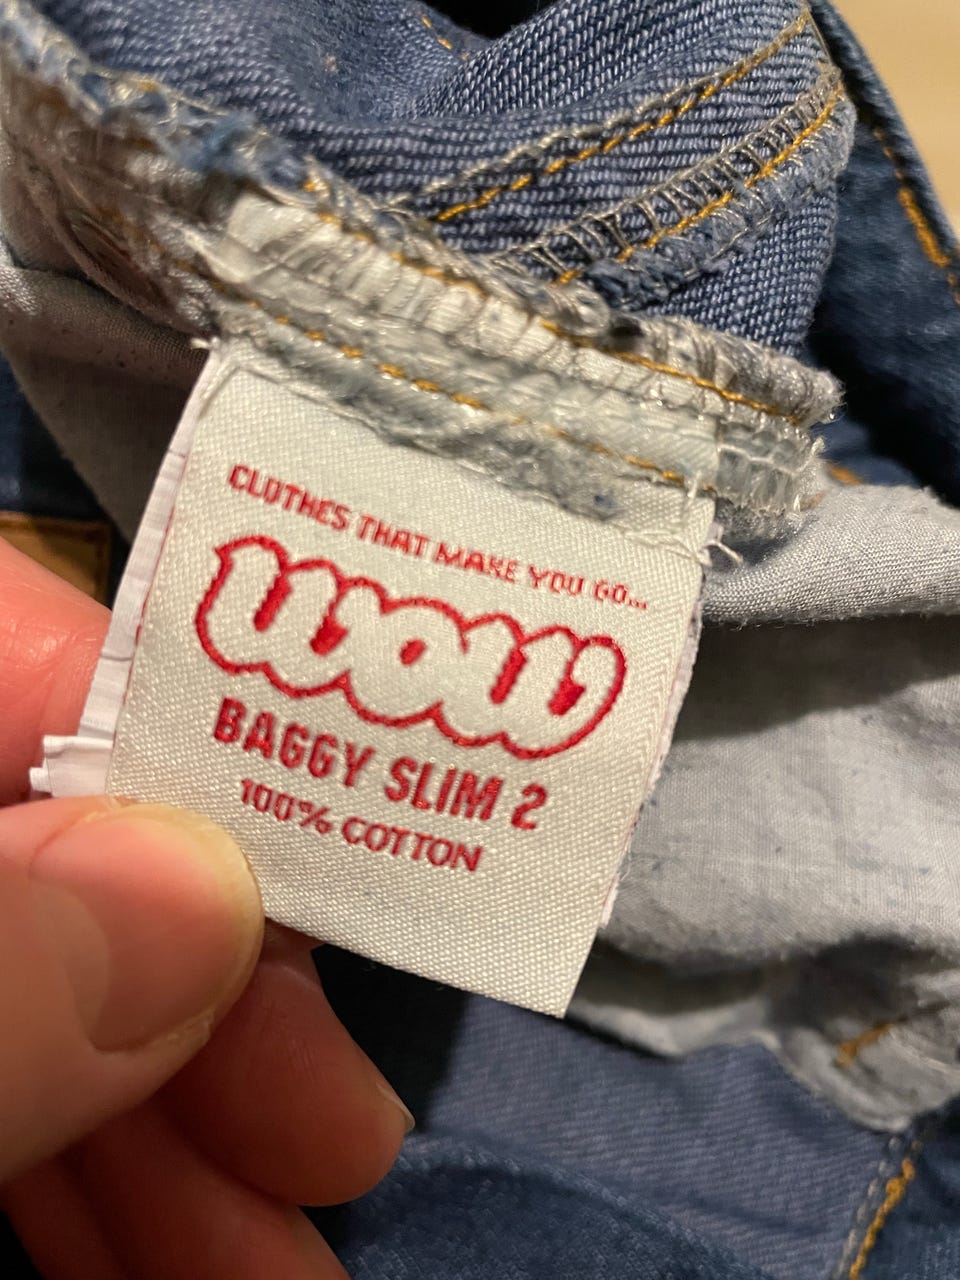 CLOTHES THAT MAKE YOU GO...
WOW
BAGGY SLIM 2
100% COTTON